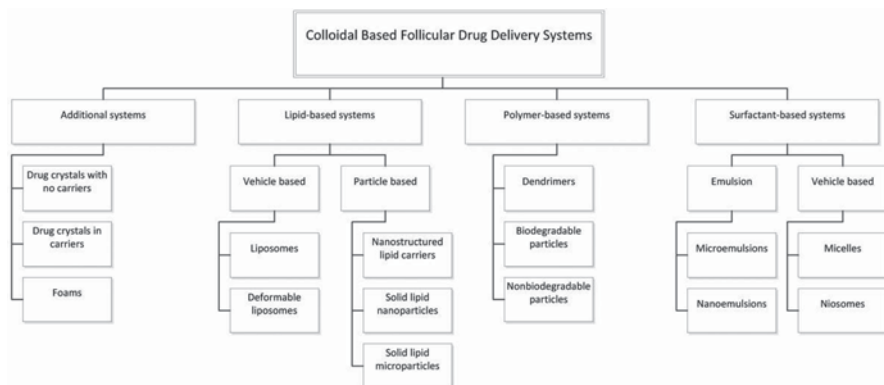 Colloidal Based Follicular Drug Delivery Systems
Additional systems
Lipid-based systems
Polymer-based systems
Surfactant-based systems
Drug crystals with
no carriers
Drug crystals in
carriers
Foams
Vehicle based
Liposomes
Deformable
liposomes
Particle based
Nanostructured
lipid carriers
Solid lipid
nanoparticles
Solid lipid
microparticles
Dendrimers
Biodegradable
particles
Nonbiodegradable
particles
Emulsion
Microemulsions
Nanoemulsions
Vehicle based
Micelles
Niosomes